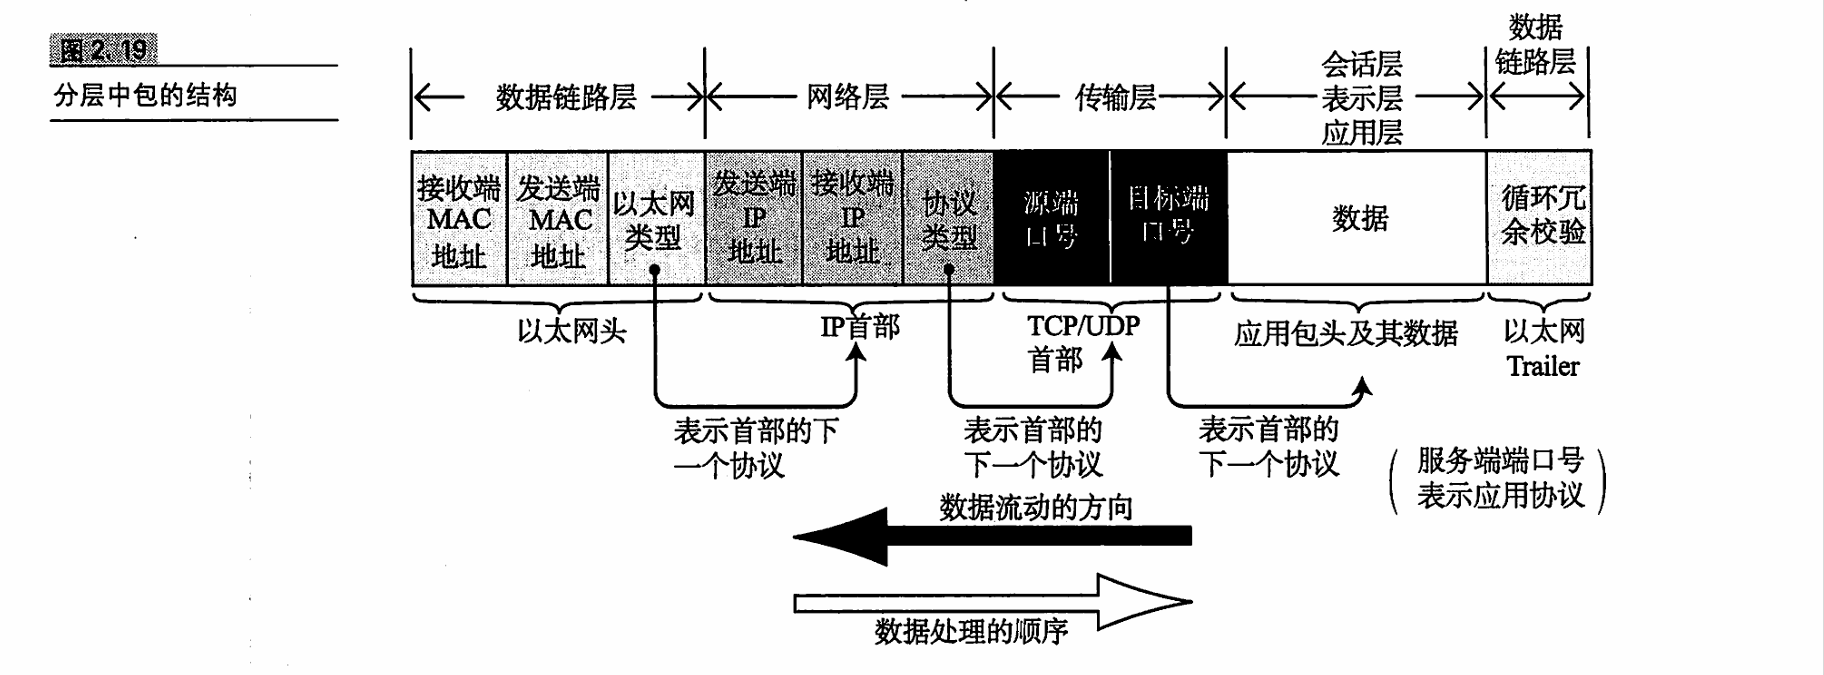 图2.19
分层中包的结构
数据链路层
网络层
传输层
会话层
表示层
应用层
数据
链路层
接收端
MAC
地址
发送端
MAC
地址
以太网
类型
发送端
IP
地址
接收端
IP
地址
协议
类型
源端
口号
目标端
口号
数据
循环冗
余校验
以太网头
IP首部
TCP/UDP
首部
应用包头及其数据
以太网
Trailer
表示首部的下
一个协议
表示首部的
下一个协议
表示首部的
下一个协议
(服务端端口号
表示应用协议)
数据流动的方向
数据处理的顺序